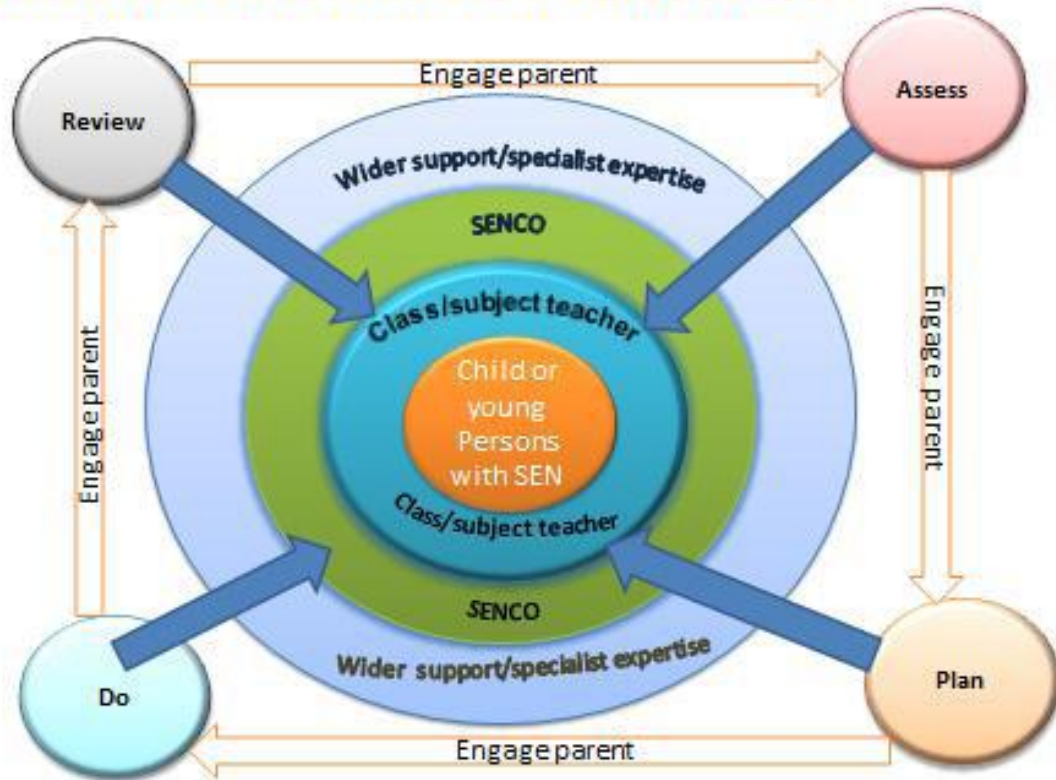 Engage parent
Review
Assess
Wider support/specialist expertise
SENCO
Class/subject teacher
Child or
young
Persons
with SEN
Class/subject teacher
SENCO
Wider support/specialist expertise
Engage parent
Engage parent
Do
Plan
Engage parent